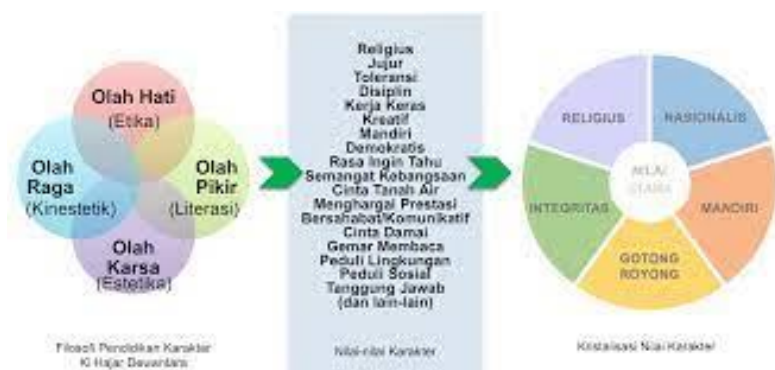 Olah Hati
(Etika)
Olah
Raga
(Kinestetik)
Olah
Pikir
(Literasi)
Olah
Karsa
(Estetika)
Filosofi Pendidikan Karakter
Ki Hajar Dewantara
Religius
Jujur
Toleransi
Disiplin
Kerja Keras
Kreatif
Mandiri
Demokratis
Rasa Ingin Tahu
Semangat Kebangsaan
Cinta Tanah Air
Menghargai Prestasi
Bersahabat/Komunikatif
Cinta Damai
Gemar Membaca
Peduli Lingkungan
Peduli Sosial
Tanggung Jawab
(dan lain-lain)
Nilai-nilai Karakter
RELIGIUS
NASIONALIS
NILAI
UTAMA
INTEGRITAS
MANDIRI
GOTONG
ROYONG
Kristalisasi Nilai Karakter